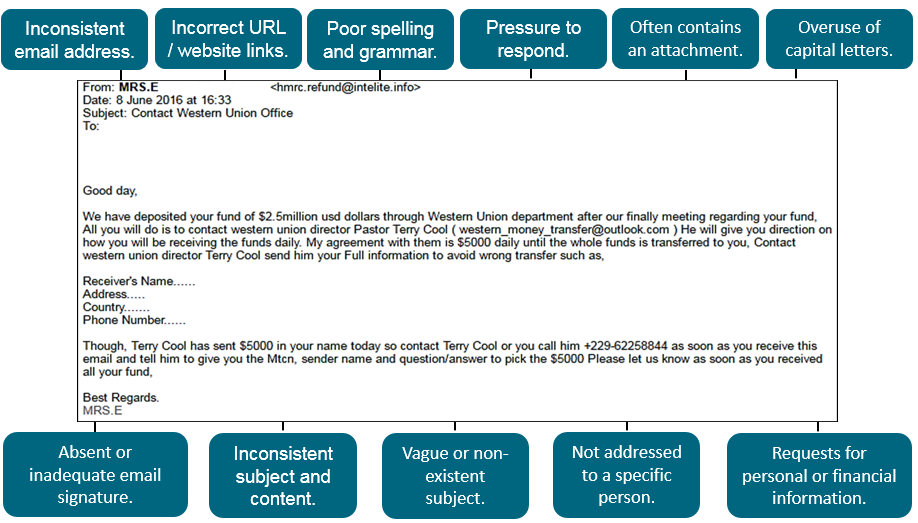 Inconsistent
email address.
Incorrect URL
/ website links.
Poor spelling
and grammar.
Pressure to
respond.
Often contains
an attachment.
Overuse of
capital letters.
From: MRS.E <hmrc.refund@intelite.info>
Date: 8 June 2016 at 16:33
Subject: Contact Western Union Office
To:
Good day,
We have deposited your fund of $2.5million usd dollars through Western Union department after our finally meeting regarding your fund,
All you will do is to contact western union director Pastor Terry Cool ( western_money_transfer@outlook.com ) He will give you direction on
how you will be receiving the funds daily. My agreement with them is $5000 daily until the whole funds is transferred to you, Contact
western union director Terry Cool send him your Full information to avoid wrong transfer such as,
Receiver's Name......
Address.....
Country.......
Phone Number......
Though, Terry Cool has sent $5000 in your name today so contact Terry Cool or you call him +229-62258844 as soon as you receive this
email and tell him to give you the Mtcn, sender name and question/answer to pick the $5000 Please let us know as soon as you received
all your fund,
Best Regards.
MRS.E
Absent or
inadequate email
signature.
Inconsistent
subject and
content.
Vague or non-
existent
subject.
Not addressed
to a specific
person.
Requests for
personal or financial
information.